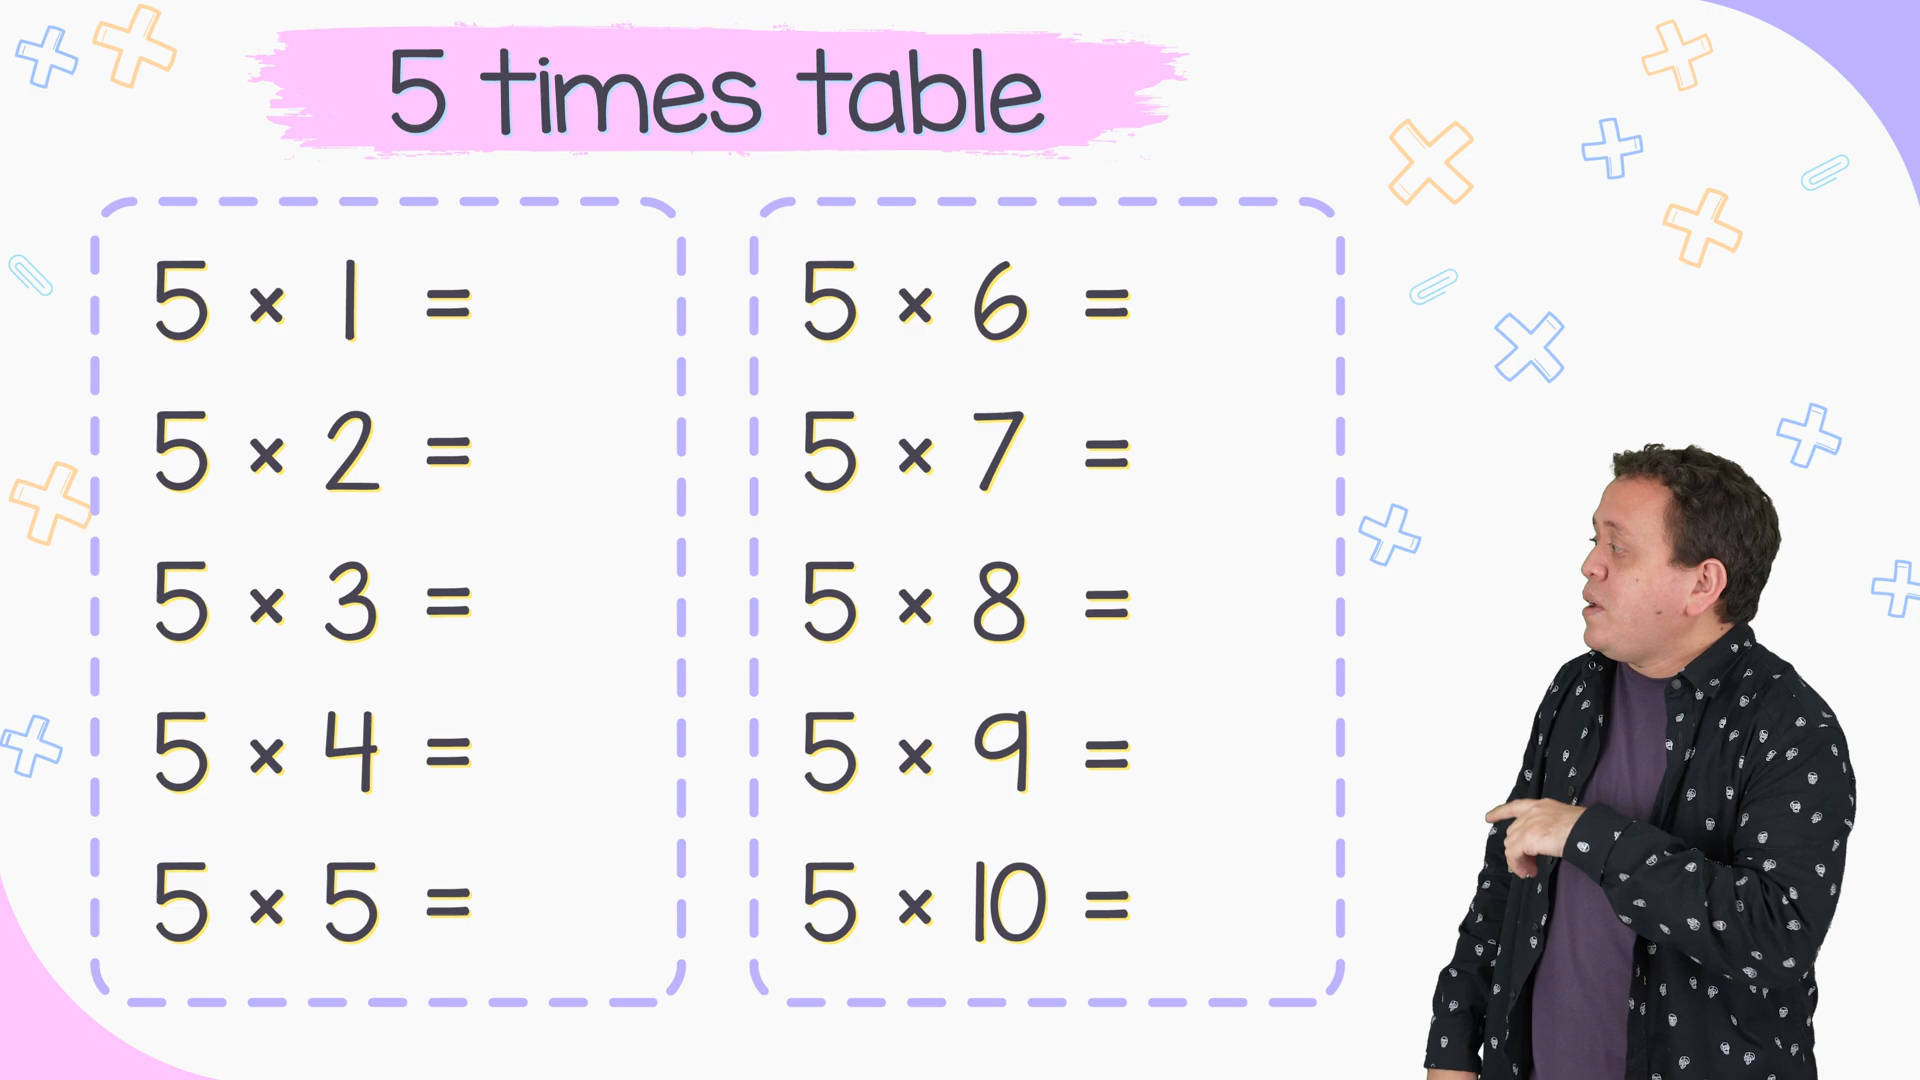 5 times table
5 × 1 =
5 × 2 =
5 × 3 =
5 × 4 =
5 × 5 =
5 × 6 =
5 × 7 =
5 × 8 =
5 × 9 =
5 × 10 =